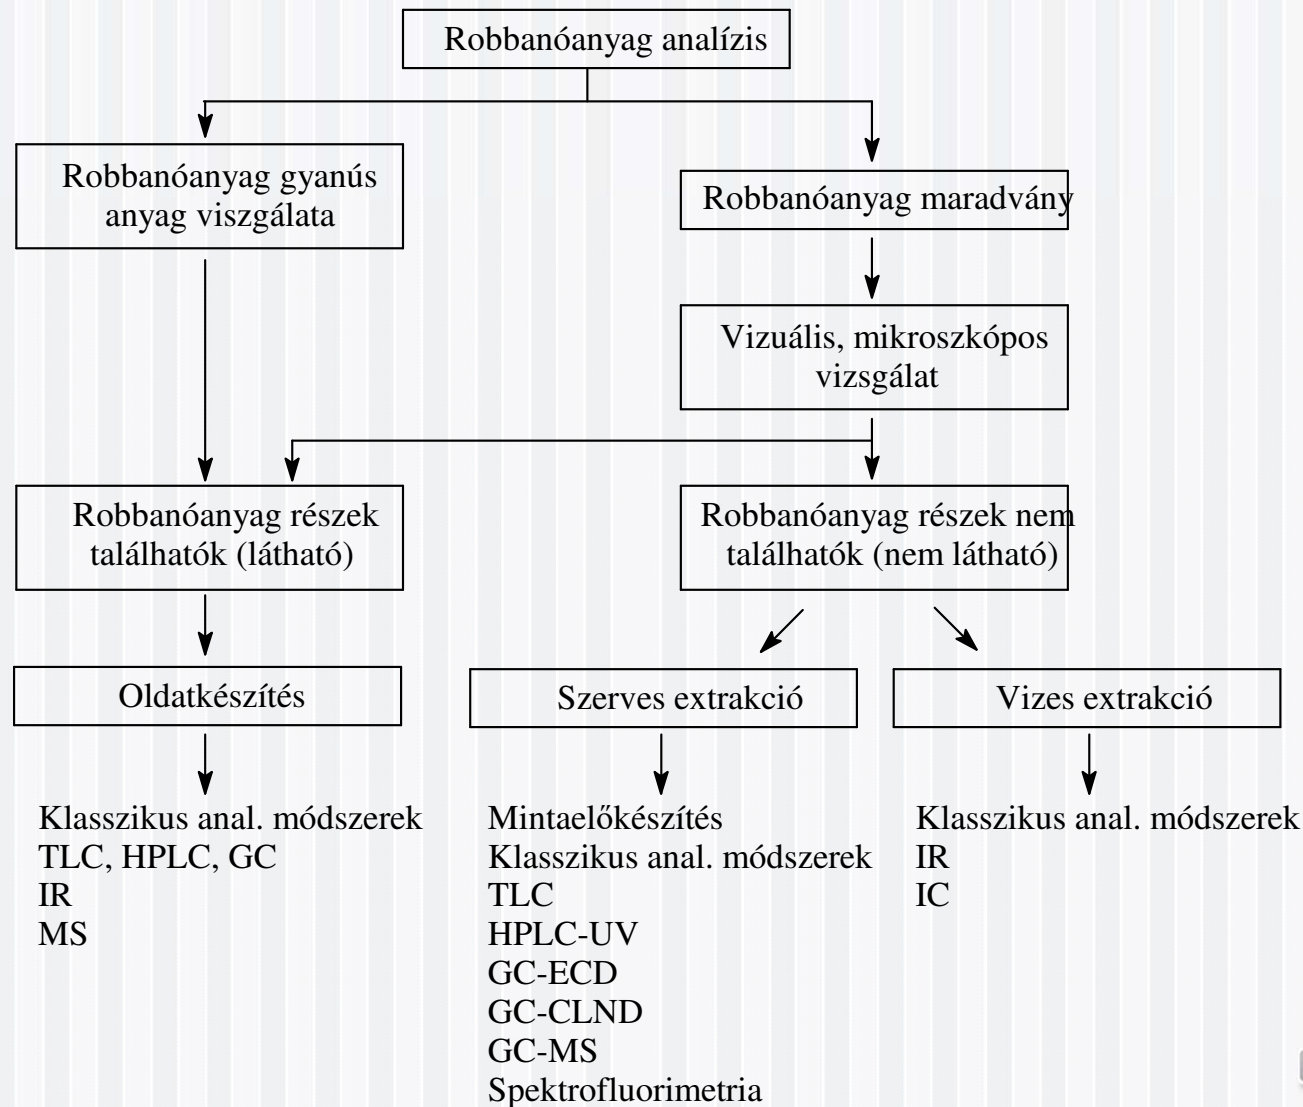 Robbanóanyag analízis
Robbanóanyag gyanús
anyag viszgálata
Robbanóanyag maradvány
Vizuális, mikroszkópos
vizsgálat
Robbanóanyag részek
találhatók (látható)
Robbanóanyag részek nem
találhatók (nem látható)
Oldatkészítés
Szerves extrakció
Vizes extrakció
Klasszikus anal. módszerek
TLC, HPLC, GC
IR
MS
Mintaelőkészítés
Klasszikus anal. módszerek
TLC
HPLC-UV
GC-ECD
GC-CLND
GC-MS
Spektrofluorimetria
Klasszikus anal. módszerek
IR
IC